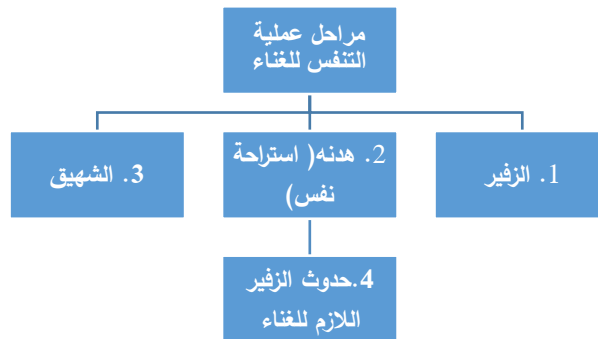 مراحل عملية
التنفس للغناء
1. الزفير
2. هدنه( استراحة
نفس)
3. الشهيق
4.حدوث الزفير
اللازم للغناء